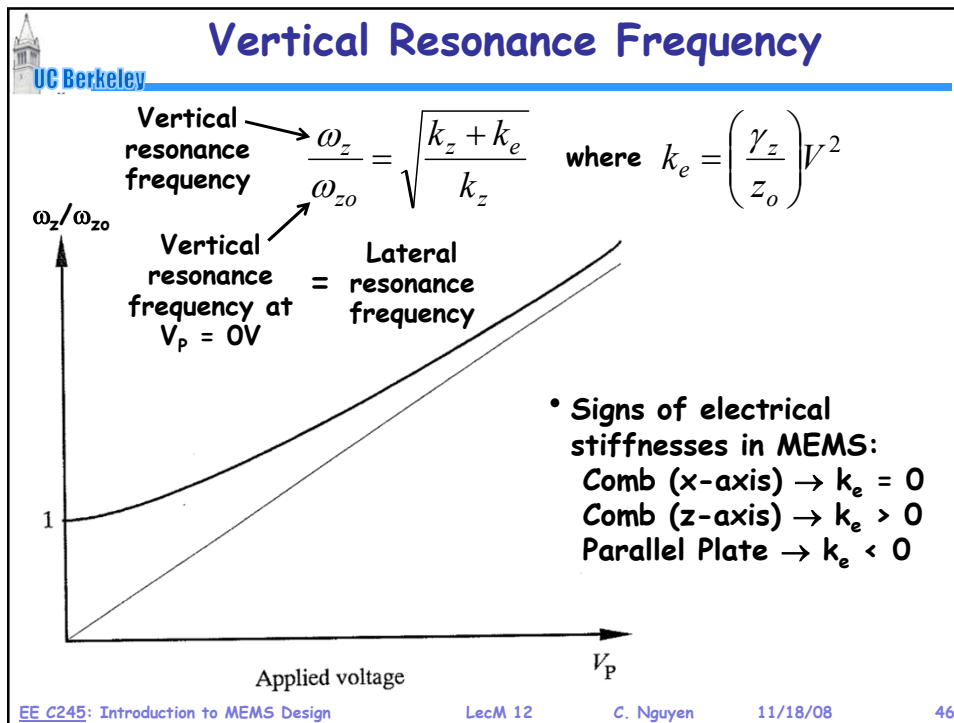 Vertical Resonance Frequency
UC Berkeley
Vertical
resonance
frequency
ω_z/ω_zo = √((k_z + k_e)/k_z) where k_e = (γ_z/z_o)V²
ω_z/ω_zo
Vertical
resonance
frequency at
V_P = 0V
=
Lateral
resonance
frequency
• Signs of electrical
stiffnesses in MEMS:
Comb (x-axis) → k_e = 0
Comb (z-axis) → k_e > 0
Parallel Plate → k_e < 0
1
Applied voltage
V_P
EE C245: Introduction to MEMS Design LecM 12 C. Nguyen 11/18/08 46